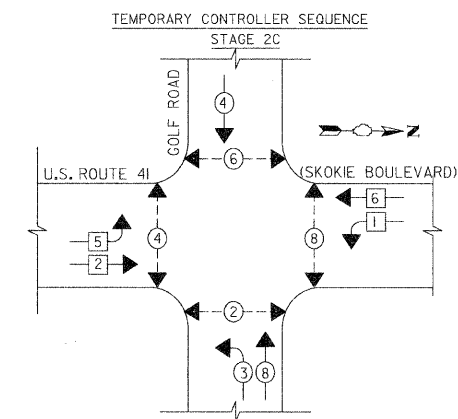 TEMPORARY CONTROLLER SEQUENCE
STAGE 2C
GOLF ROAD
4
N
6
U.S. ROUTE 41
(SKOKIE BOULEVARD)
6
1
5
2
4
8
2
3
8